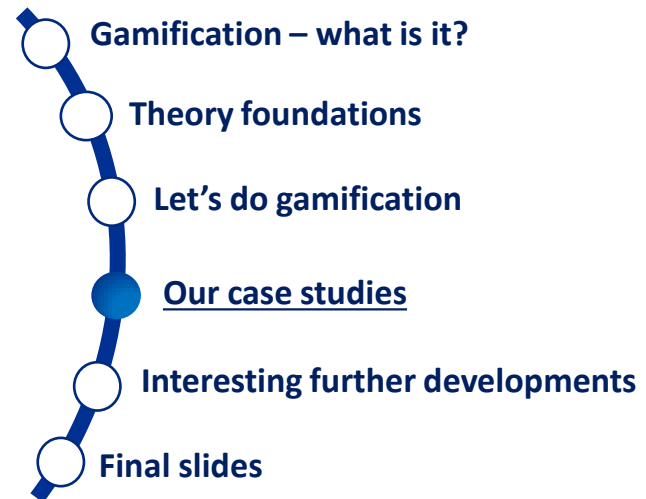 Gamification – what is it?
Theory foundations
Let's do gamification
Our case studies
Interesting further developments
Final slides